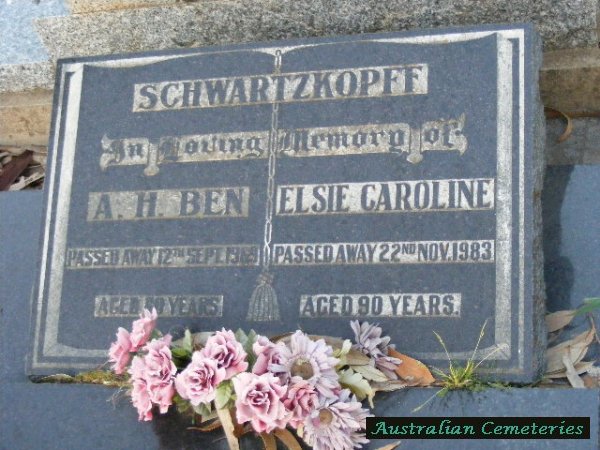 SCHWARTZKOPFF
In Loving Memory of
A. H. BEN
PASSED AWAY 12TH SEPT.
AGED YEARS.
ELSIE CAROLINE
PASSED AWAY 22ND NOV. 1983
AGED 90 YEARS.
Australian Cemeteries